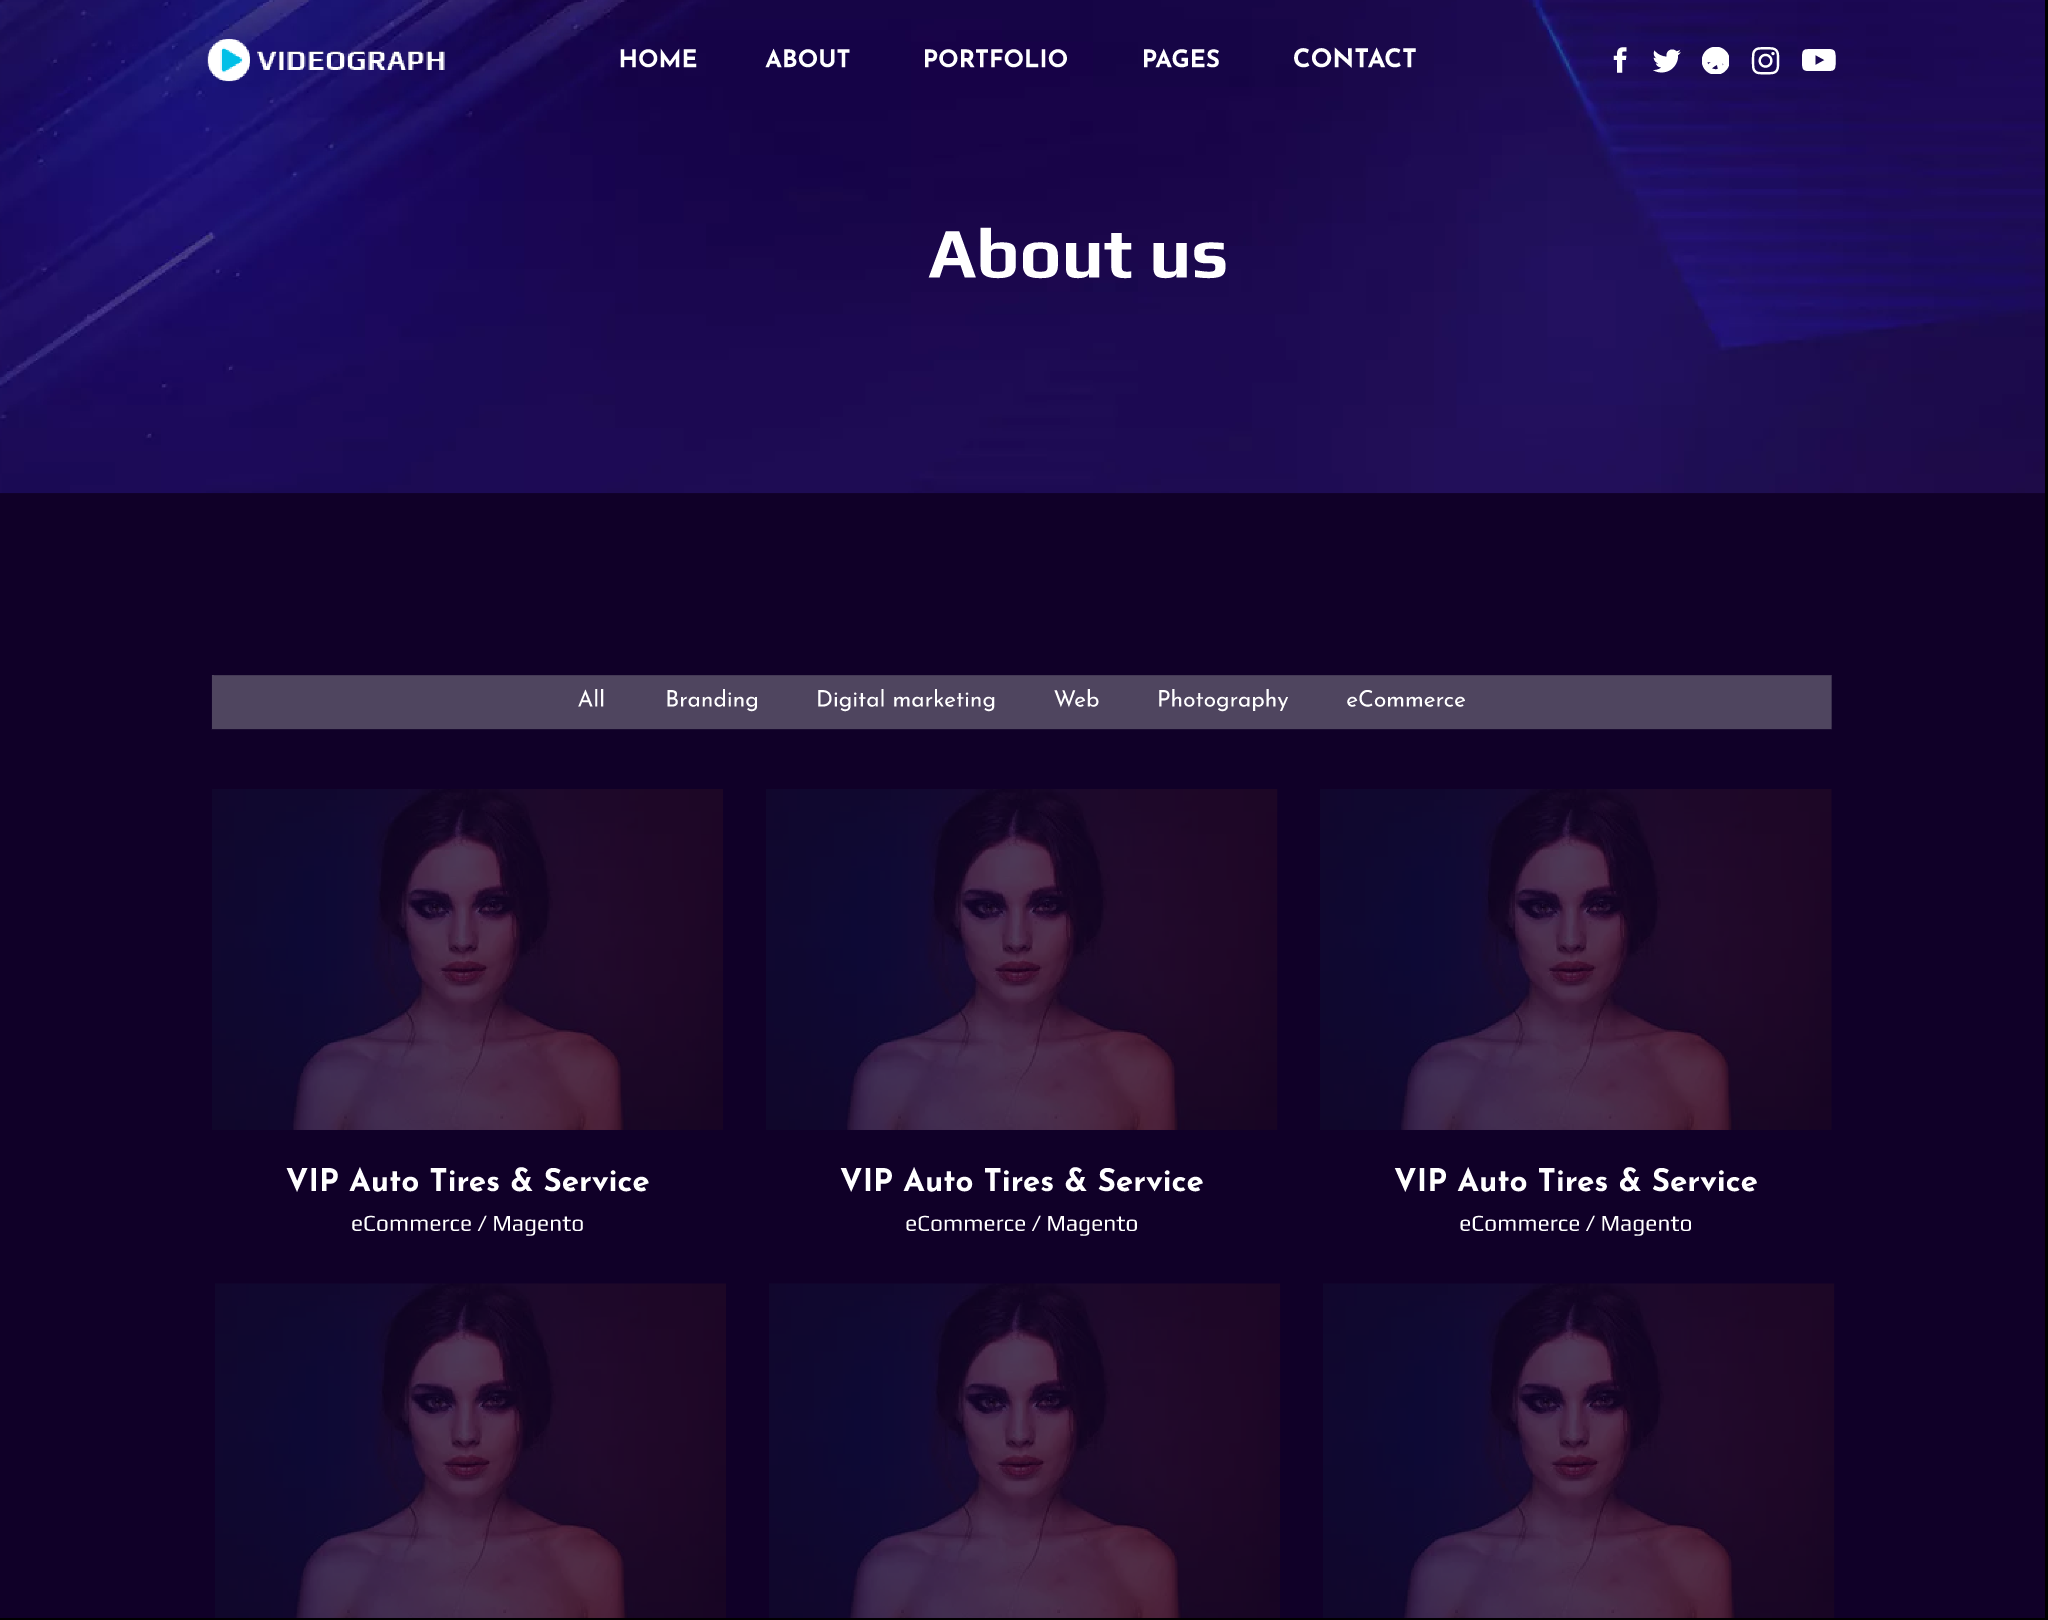 VIDEOGRAPH
HOME ABOUT PORTFOLIO PAGES CONTACT
About us
All Branding Digital marketing Web Photography eCommerce
VIP Auto Tires & Service
eCommerce / Magento
VIP Auto Tires & Service
eCommerce / Magento
VIP Auto Tires & Service
eCommerce / Magento